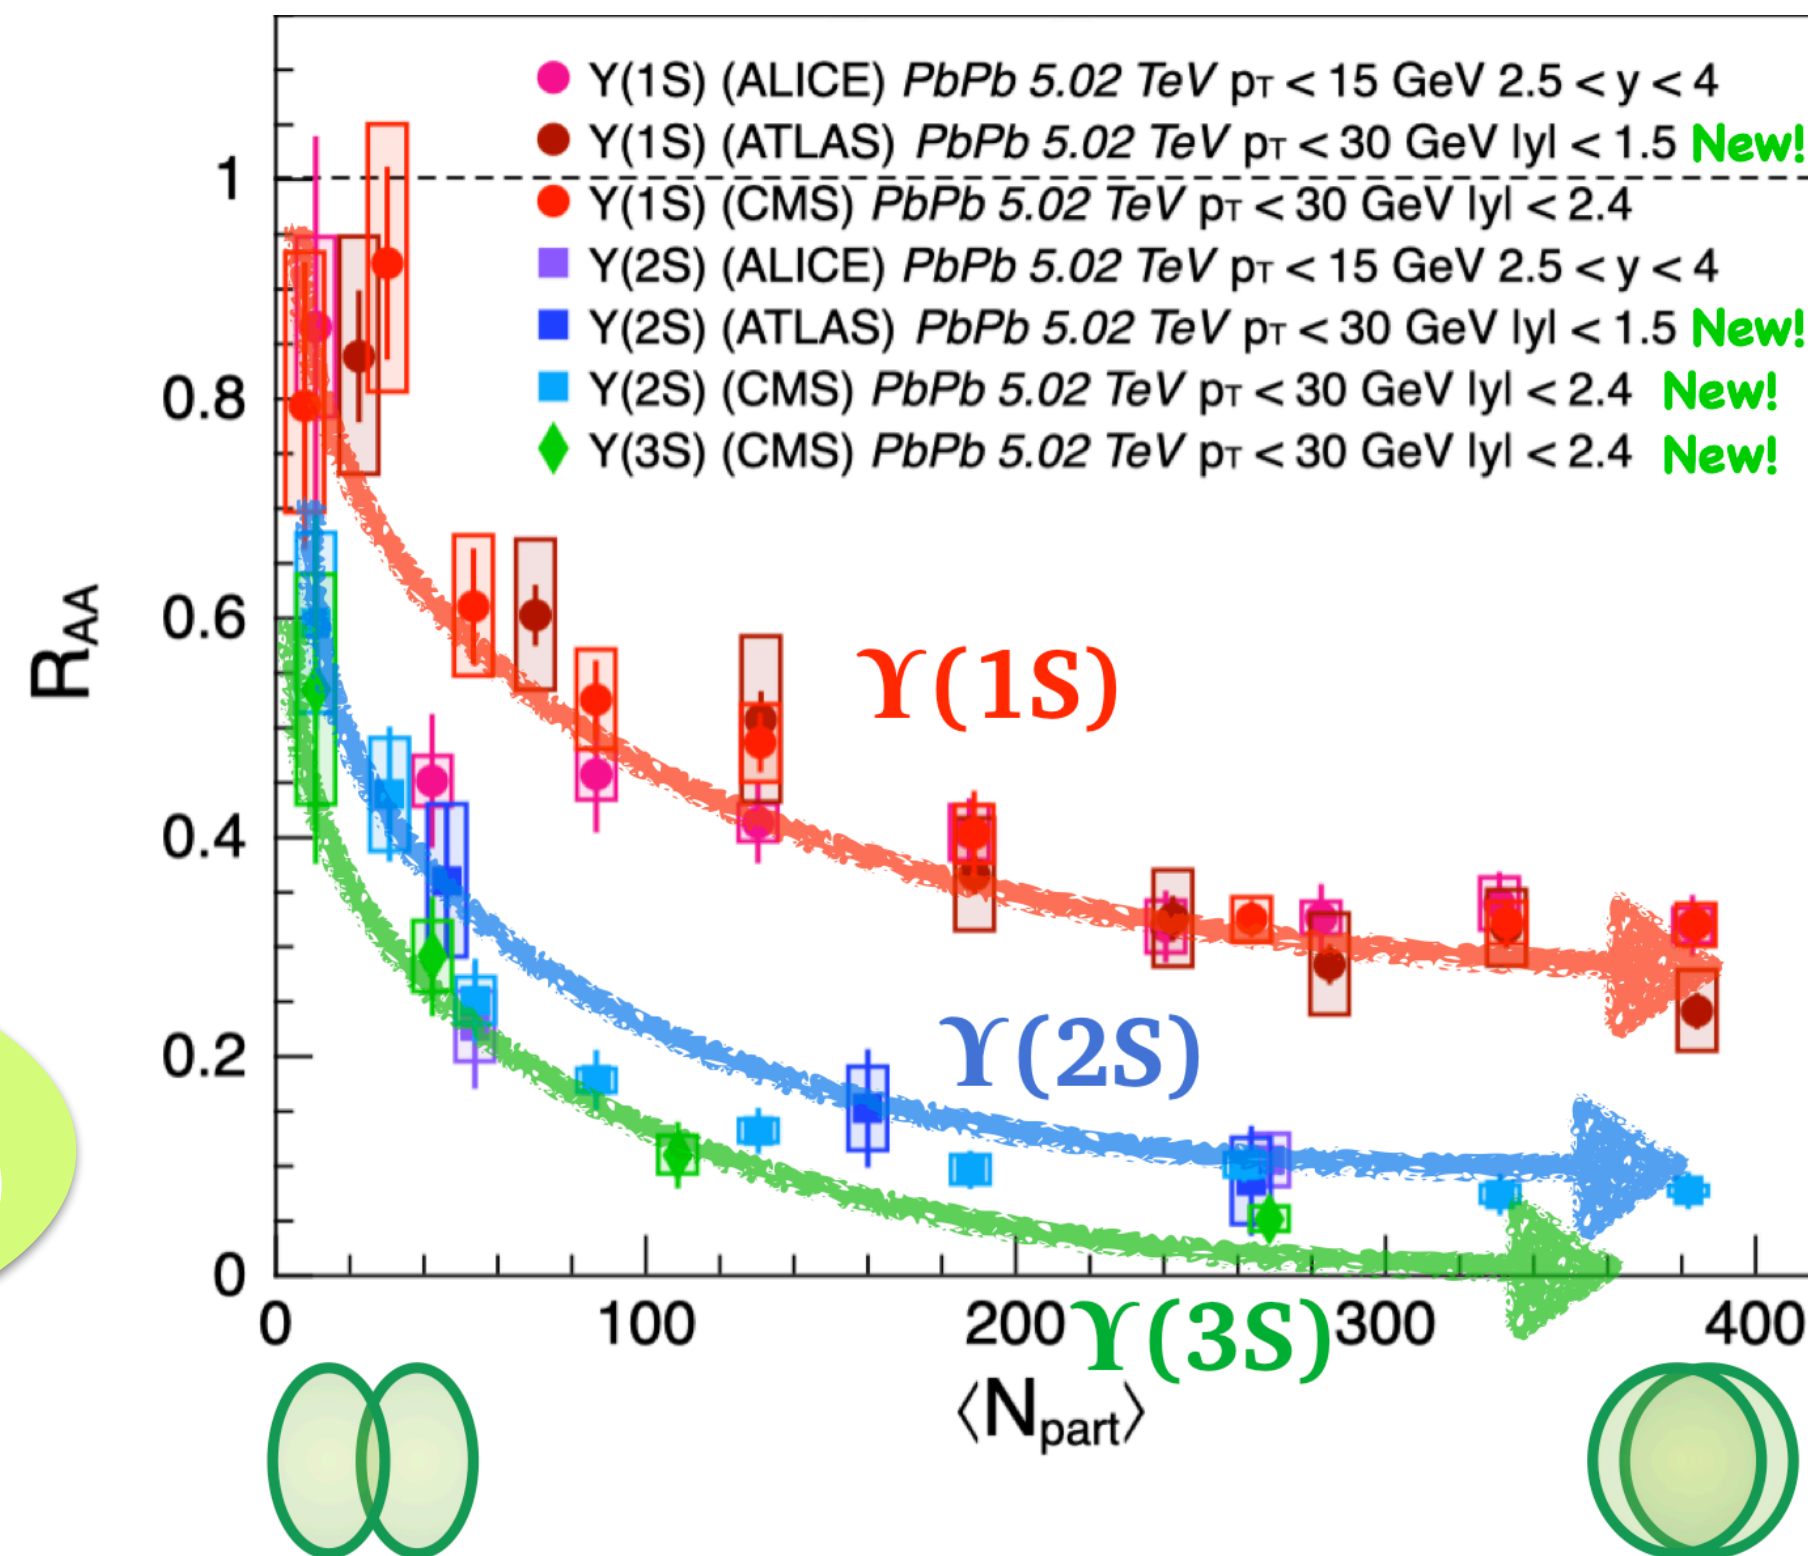 Υ(1S) (ALICE) PbPb 5.02 TeV pT < 15 GeV 2.5 < y < 4
Υ(1S) (ATLAS) PbPb 5.02 TeV pT < 30 GeV |y| < 1.5 New!
Υ(1S) (CMS) PbPb 5.02 TeV pT < 30 GeV |y| < 2.4
Υ(2S) (ALICE) PbPb 5.02 TeV pT < 15 GeV 2.5 < y < 4
Υ(2S) (ATLAS) PbPb 5.02 TeV pT < 30 GeV |y| < 1.5 New!
Υ(2S) (CMS) PbPb 5.02 TeV pT < 30 GeV |y| < 2.4 New!
Υ(3S) (CMS) PbPb 5.02 TeV pT < 30 GeV |y| < 2.4 New!
1
0.8
0.6
0.4
0.2
0
RAA
ϒ(1S)
ϒ(2S)
ϒ(3S)
0 100 200 300 400
⟨Npart⟩